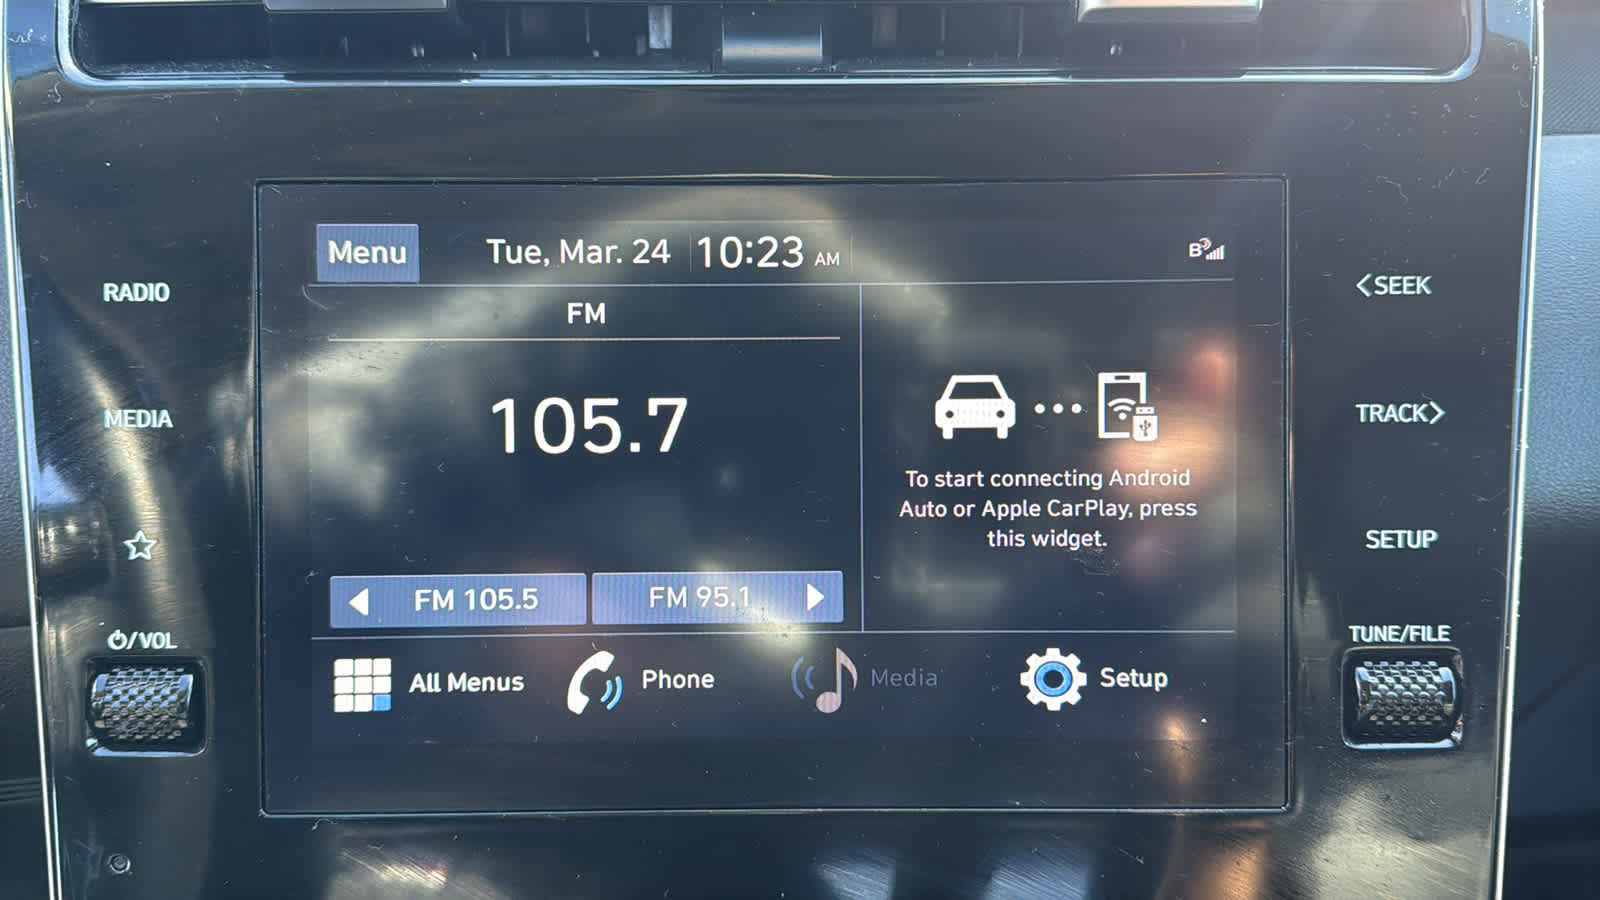 Menu
Tue, Mar. 24
10:23 AM
B
RADIO
<SEEK
FM
105.7
MEDIA
TRACK>
To start connecting Android
Auto or Apple CarPlay, press
this widget.
SETUP
FM 105.5
FM 95.1
/VOL
TUNE/FILE
All Menus
Phone
Media
Setup